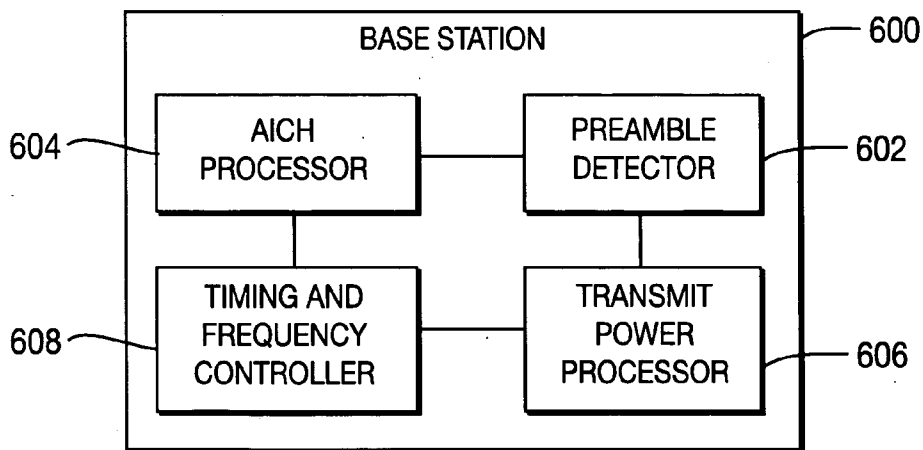 BASE STATION
600
AICH
PROCESSOR
604
PREAMBLE
DETECTOR
602
TIMING AND
FREQUENCY
CONTROLLER
608
TRANSMIT
POWER
PROCESSOR
606